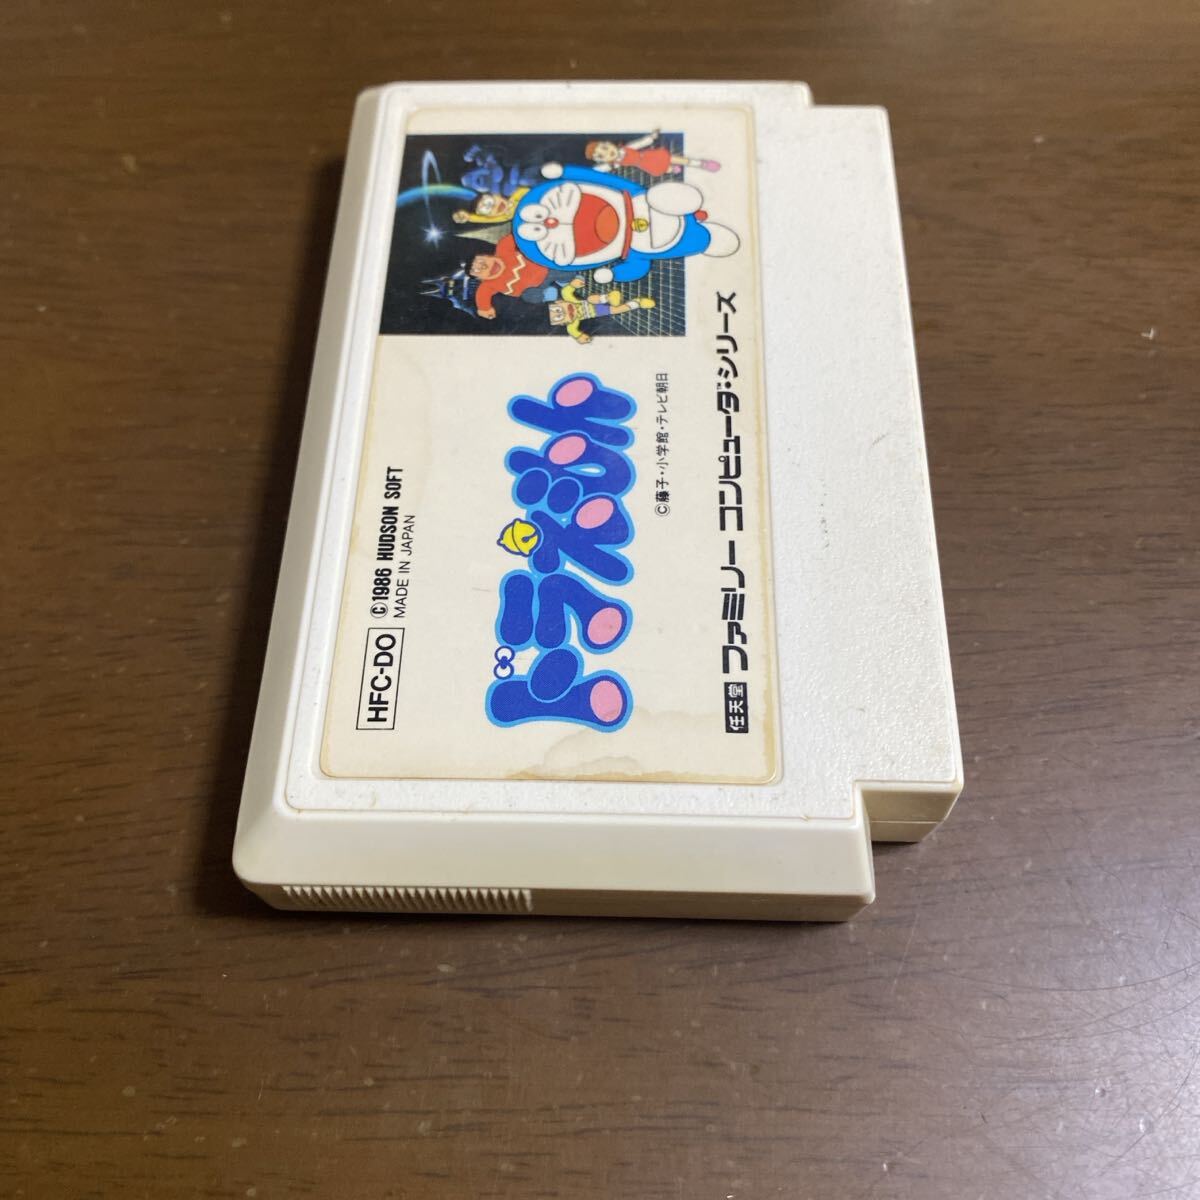 HFC-DO
©1986 HUDSON SOFT
MADE IN JAPAN
ドラえもん
©藤子・小学館・テレビ朝日
任天堂 ファミリー コンピュータ・シリーズ™